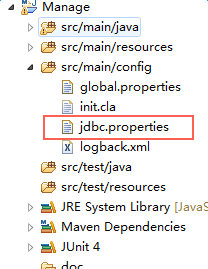 Manage
src/main/java
src/main/resources
src/main/config
global.properties
init.cla
jdbc.properties
logback.xml
src/test/java
src/test/resources
JRE System Library [JavaS
Maven Dependencies
JUnit 4
doc